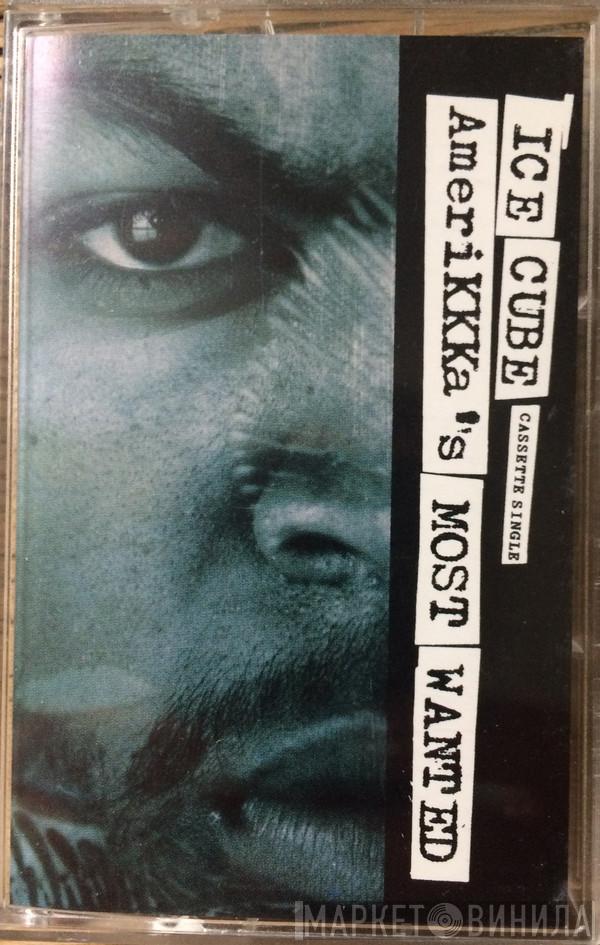 ICE CUBE
CASSETTE SINGLE
AmeriKKKa's MOST WANTED
МАРКЕТ ВИНИЛА